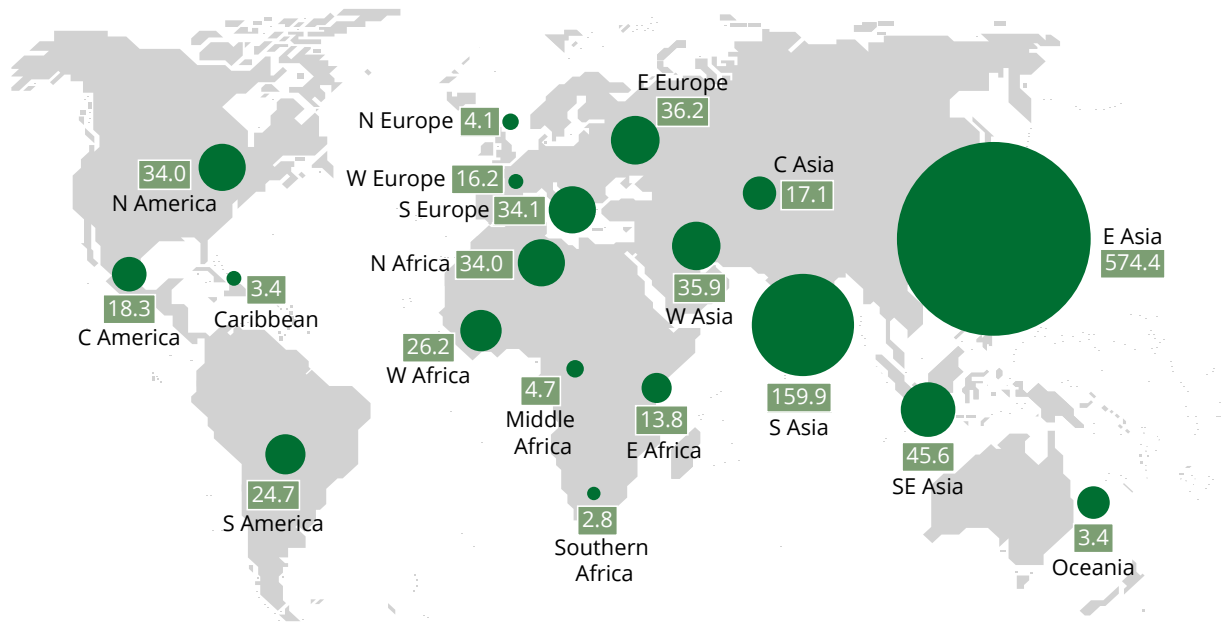 E Europe
36.2
N Europe 4.1
C Asia
17.1
34.0
N America
W Europe 16.2
S Europe 34.1
E Asia
574.4
N Africa 34.0
35.9
W Asia
3.4
Caribbean
18.3
C America
26.2
W Africa
4.7
Middle
Africa
13.8
E Africa
159.9
S Asia
45.6
SE Asia
24.7
S America
2.8
Southern
Africa
3.4
Oceania